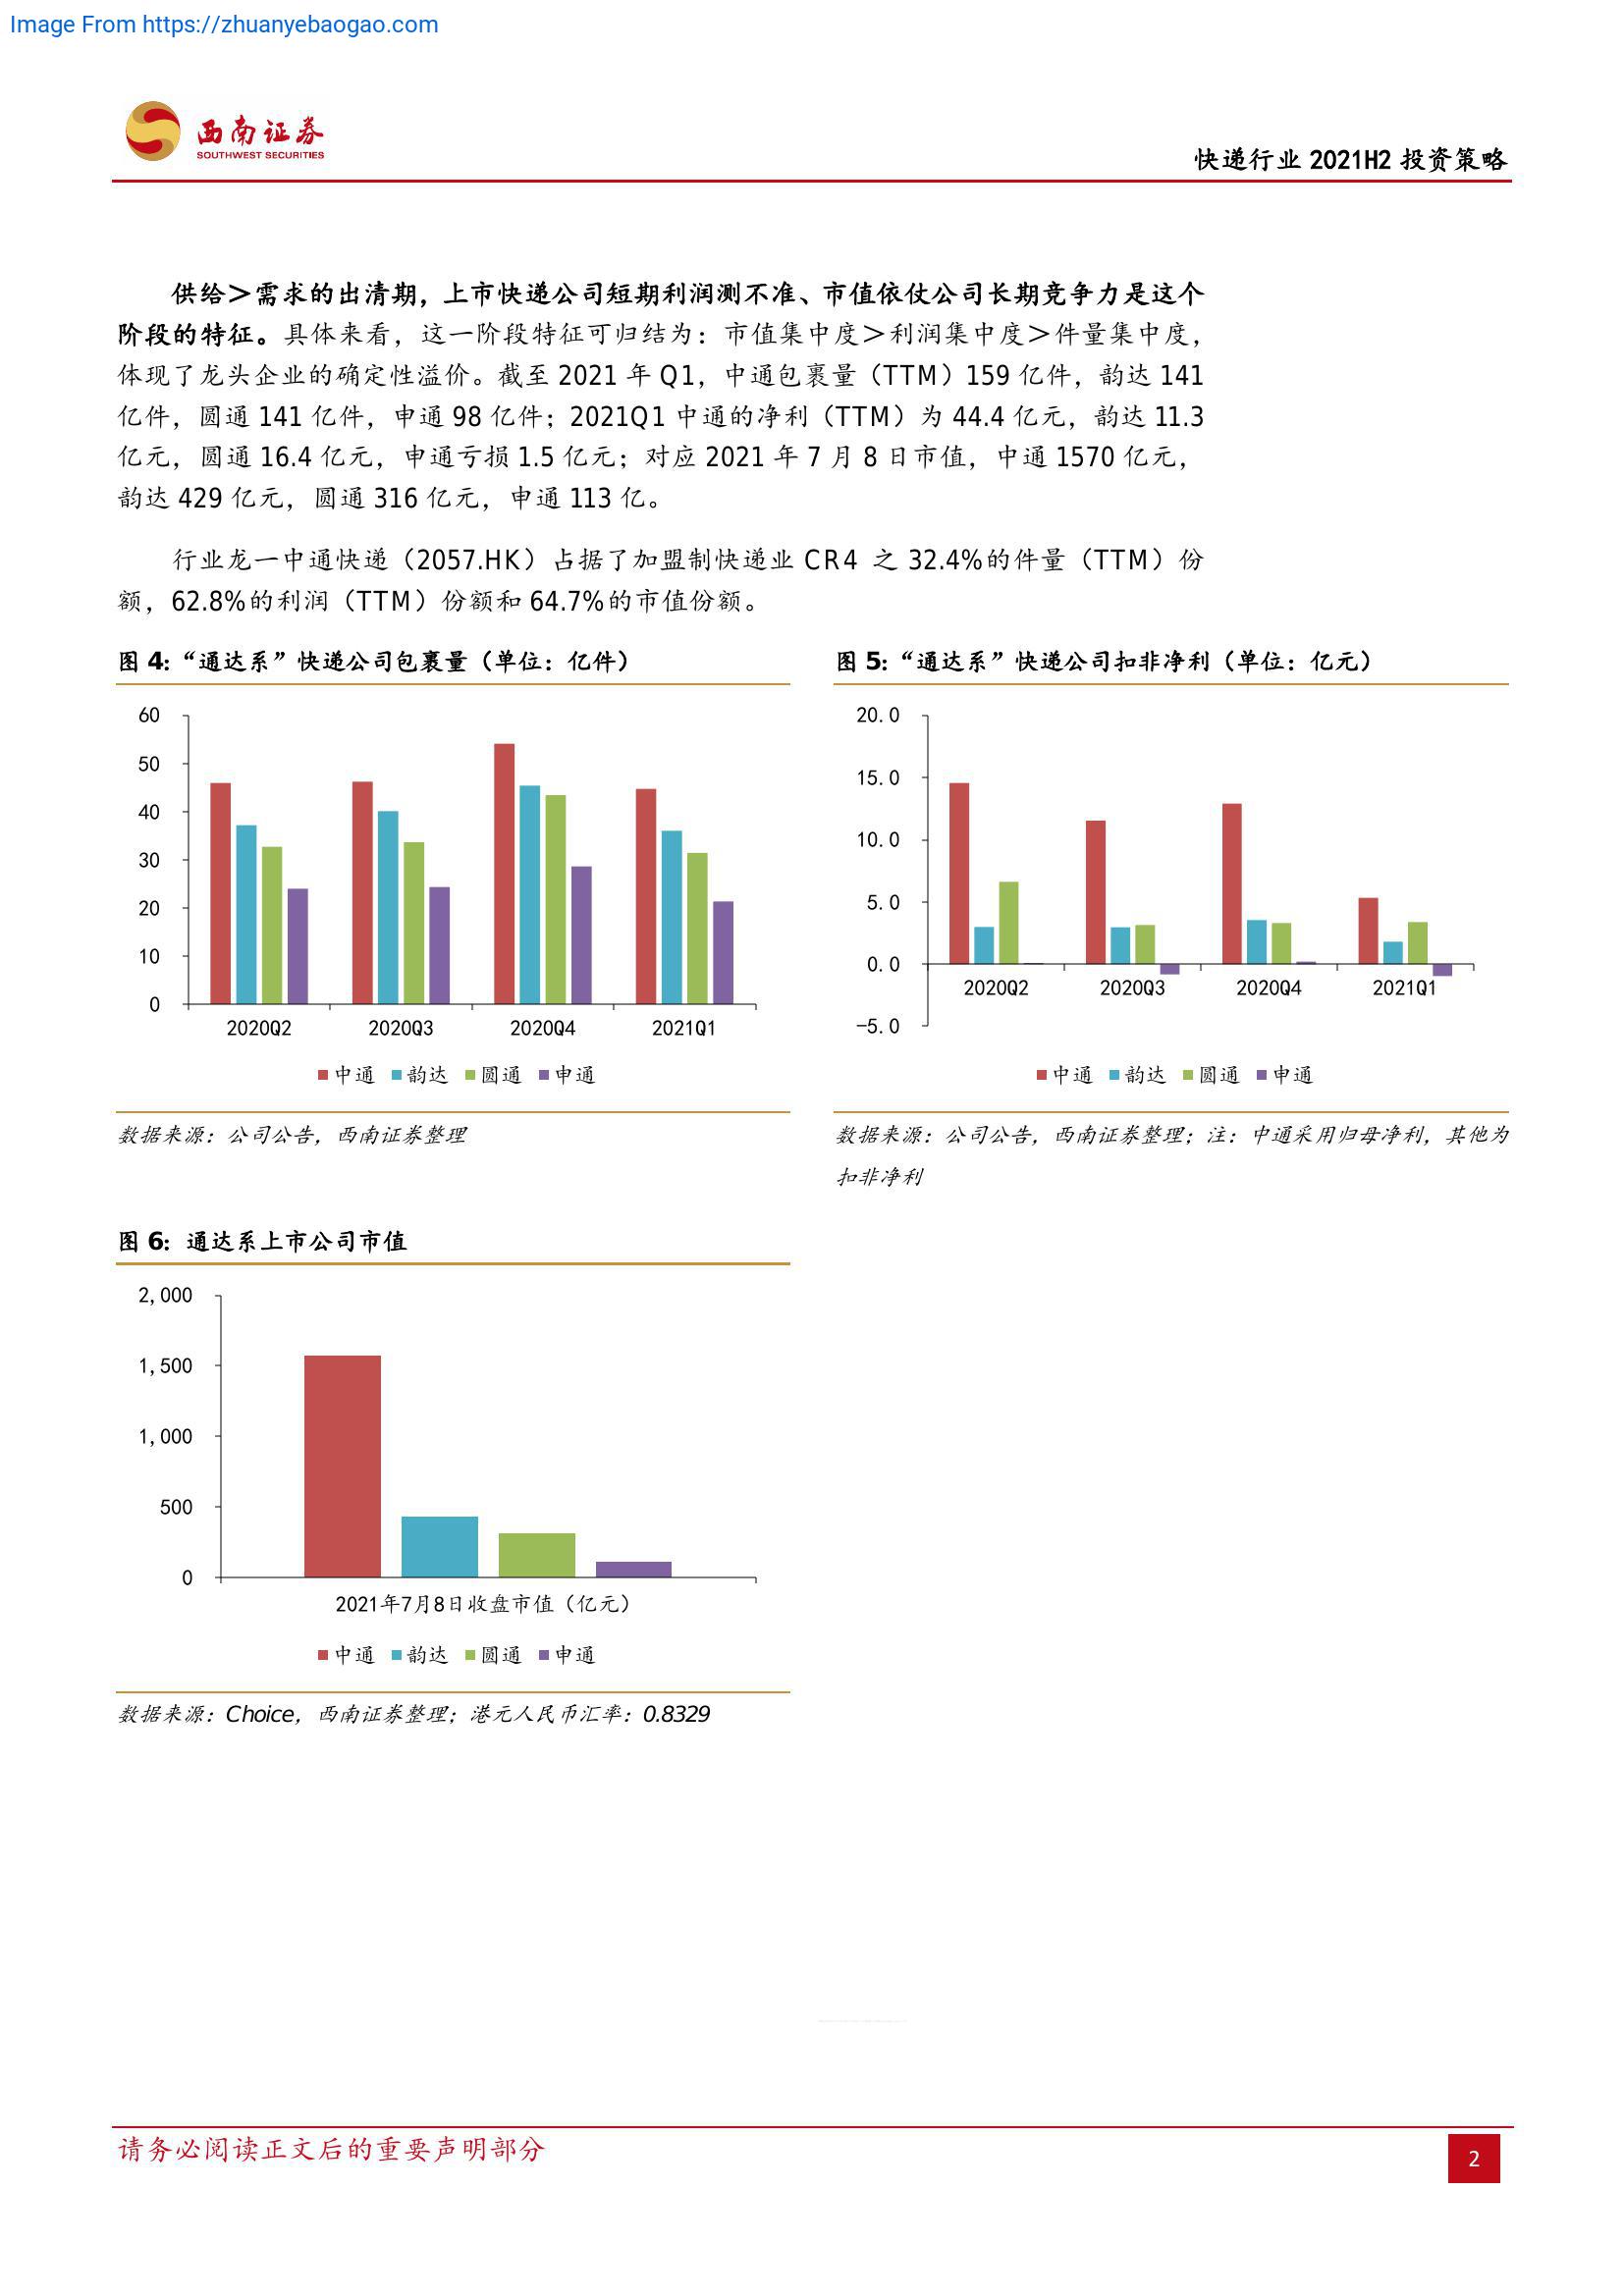 Image From https://zhuanyebaogao.com
西南证券
SOUTHWEST SECURITIES
快递行业 2021H2 投资策略
供给＞需求的出清期，上市快递公司短期利润测不准、市值依仗公司长期竞争力是这个
阶段的特征。具体来看，这一阶段特征可归结为：市值集中度＞利润集中度＞件量集中度，
体现了龙头企业的确定性溢价。截至 2021 年 Q1，中通包裹量（TTM）159 亿件，韵达 141
亿件，圆通 141 亿件，申通 98 亿件；2021Q1 中通的净利（TTM）为 44.4 亿元，韵达 11.3
亿元，圆通 16.4 亿元，申通亏损 1.5 亿元；对应 2021 年 7 月 8 日市值，中通 1570 亿元，
韵达 429 亿元，圆通 316 亿元，申通 113 亿。
行业龙一中通快递（2057.HK）占据了加盟制快递业 CR4 之 32.4%的件量（TTM）份
额，62.8%的利润（TTM）份额和 64.7%的市值份额。
图 4:“通达系”快递公司包裹量（单位：亿件）
60
50
40
30
20
10
0
2020Q2 2020Q3 2020Q4 2021Q1
中通 韵达 圆通 申通
数据来源：公司公告，西南证券整理
图 5:“通达系”快递公司扣非净利（单位：亿元）
20.0
15.0
10.0
5.0
0.0
-5.0
2020Q2 2020Q3 2020Q4 2021Q1
中通 韵达 圆通 申通
数据来源：公司公告，西南证券整理；注：中通采用归母净利，其他为
扣非净利
图 6: 通达系上市公司市值
2,000
1,500
1,000
500
0
2021年7月8日收盘市值（亿元）
中通 韵达 圆通 申通
数据来源：Choice，西南证券整理；港元人民币汇率：0.8329
请务必阅读正文后的重要声明部分
2